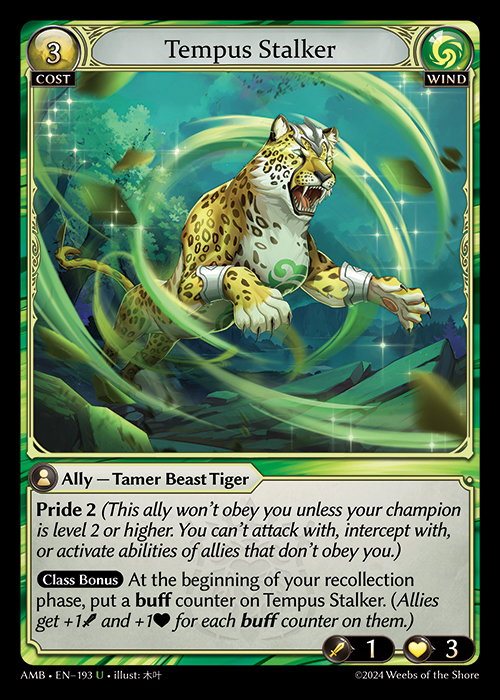 3
Tempus Stalker
COST
WIND
Ally — Tamer Beast Tiger
Pride 2 (This ally won't obey you unless your champion
is level 2 or higher. You can't attack with, intercept with,
or activate abilities of allies that don't obey you.)
Class Bonus At the beginning of your recollection
phase, put a buff counter on Tempus Stalker. (Allies
get +1 and +1 for each buff counter on them.)
1
3
AMB • EN-193 U • illust: 木叶
©2024 Weebs of the Shore